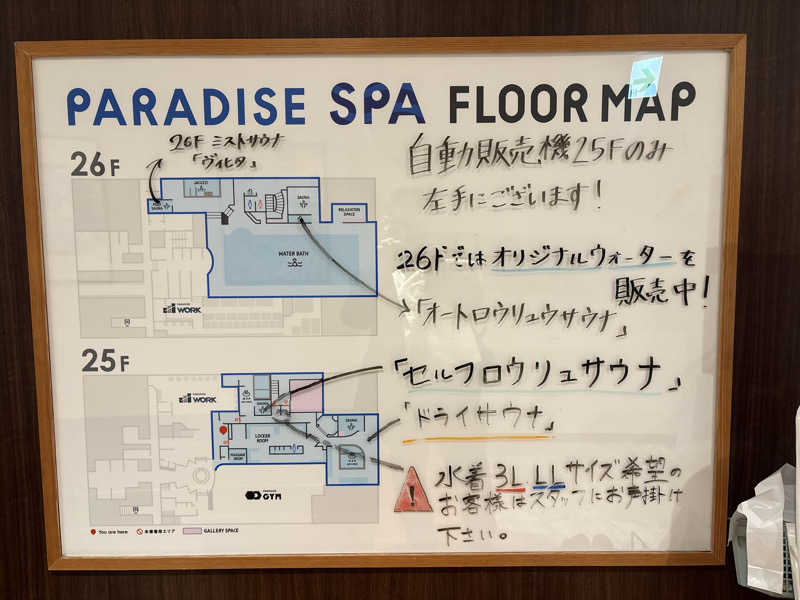 PARADISE SPA FLOOR MAP
26F ミストサウナ
「ヴィヒタ」
自動販売機25Fのみ
左手にございます！
26F
JACUZZI
SAUNA
RELAXATION SPACE
WATER BATH
26Fではオリジナルウォーターを
販売中！
「オートロウリュウサウナ」
WORK
25F
「セルフロウリュサウナ」
WORK
「ドライサウナ」
SAUNA
LOCKER ROOM
水着 3L.LLサイズ希望の
お客様はスタッフにお声掛け
下さい。
GYM
You are here
GALLERY SPACE